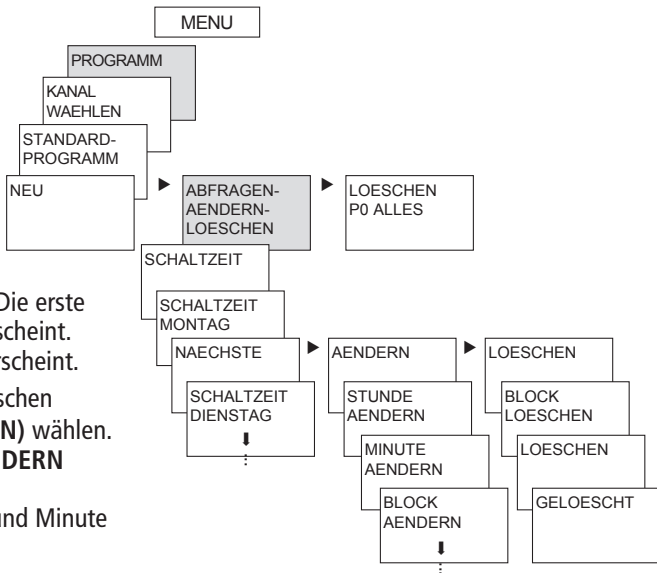 MENU
PROGRAMM
KANAL
WAEHLEN
STANDARD-
PROGRAMM
NEU
ABFRAGEN-
AENDERN-
LOESCHEN
LOESCHEN
P0 ALLES
SCHALTZEIT
SCHALTZEIT
MONTAG
NAECHSTE
SCHALTZEIT
DIENSTAG
AENDERN
STUNDE
AENDERN
MINUTE
AENDERN
BLOCK
AENDERN
LOESCHEN
BLOCK
LOESCHEN
LOESCHEN
GELOESCHT
Die erste
scheint.
rscheint.
schen
N) wählen.
DERN
und Minute